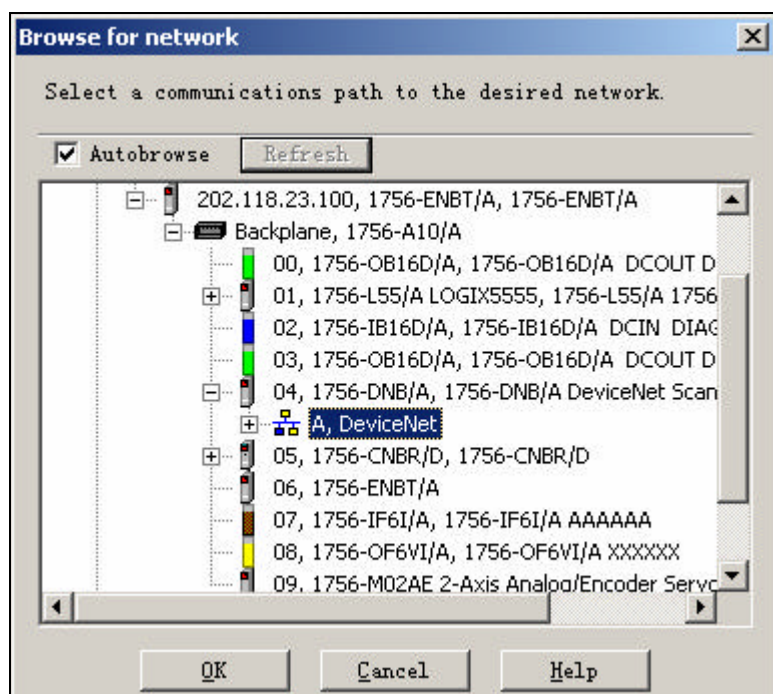 Browse for network
Select a communications path to the desired network.
Autobrowse Refresh
202.118.23.100, 1756-ENBT/A, 1756-ENBT/A
Backplane, 1756-A10/A
00, 1756-OB16D/A, 1756-OB16D/A DCOUT D
01, 1756-L55/A LOGIX5555, 1756-L55/A 1756
02, 1756-IB16D/A, 1756-IB16D/A DCIN DIAG
03, 1756-OB16D/A, 1756-OB16D/A DCOUT D
04, 1756-DNB/A, 1756-DNB/A DeviceNet Scan
A, DeviceNet
05, 1756-CNBR/D, 1756-CNBR/D
06, 1756-ENBT/A
07, 1756-IF6I/A, 1756-IF6I/A AAAAAA
08, 1756-OF6VI/A, 1756-OF6VI/A XXXXXX
09, 1756-M02AE 2-Axis Analog/Encoder Servo
OK Cancel Help